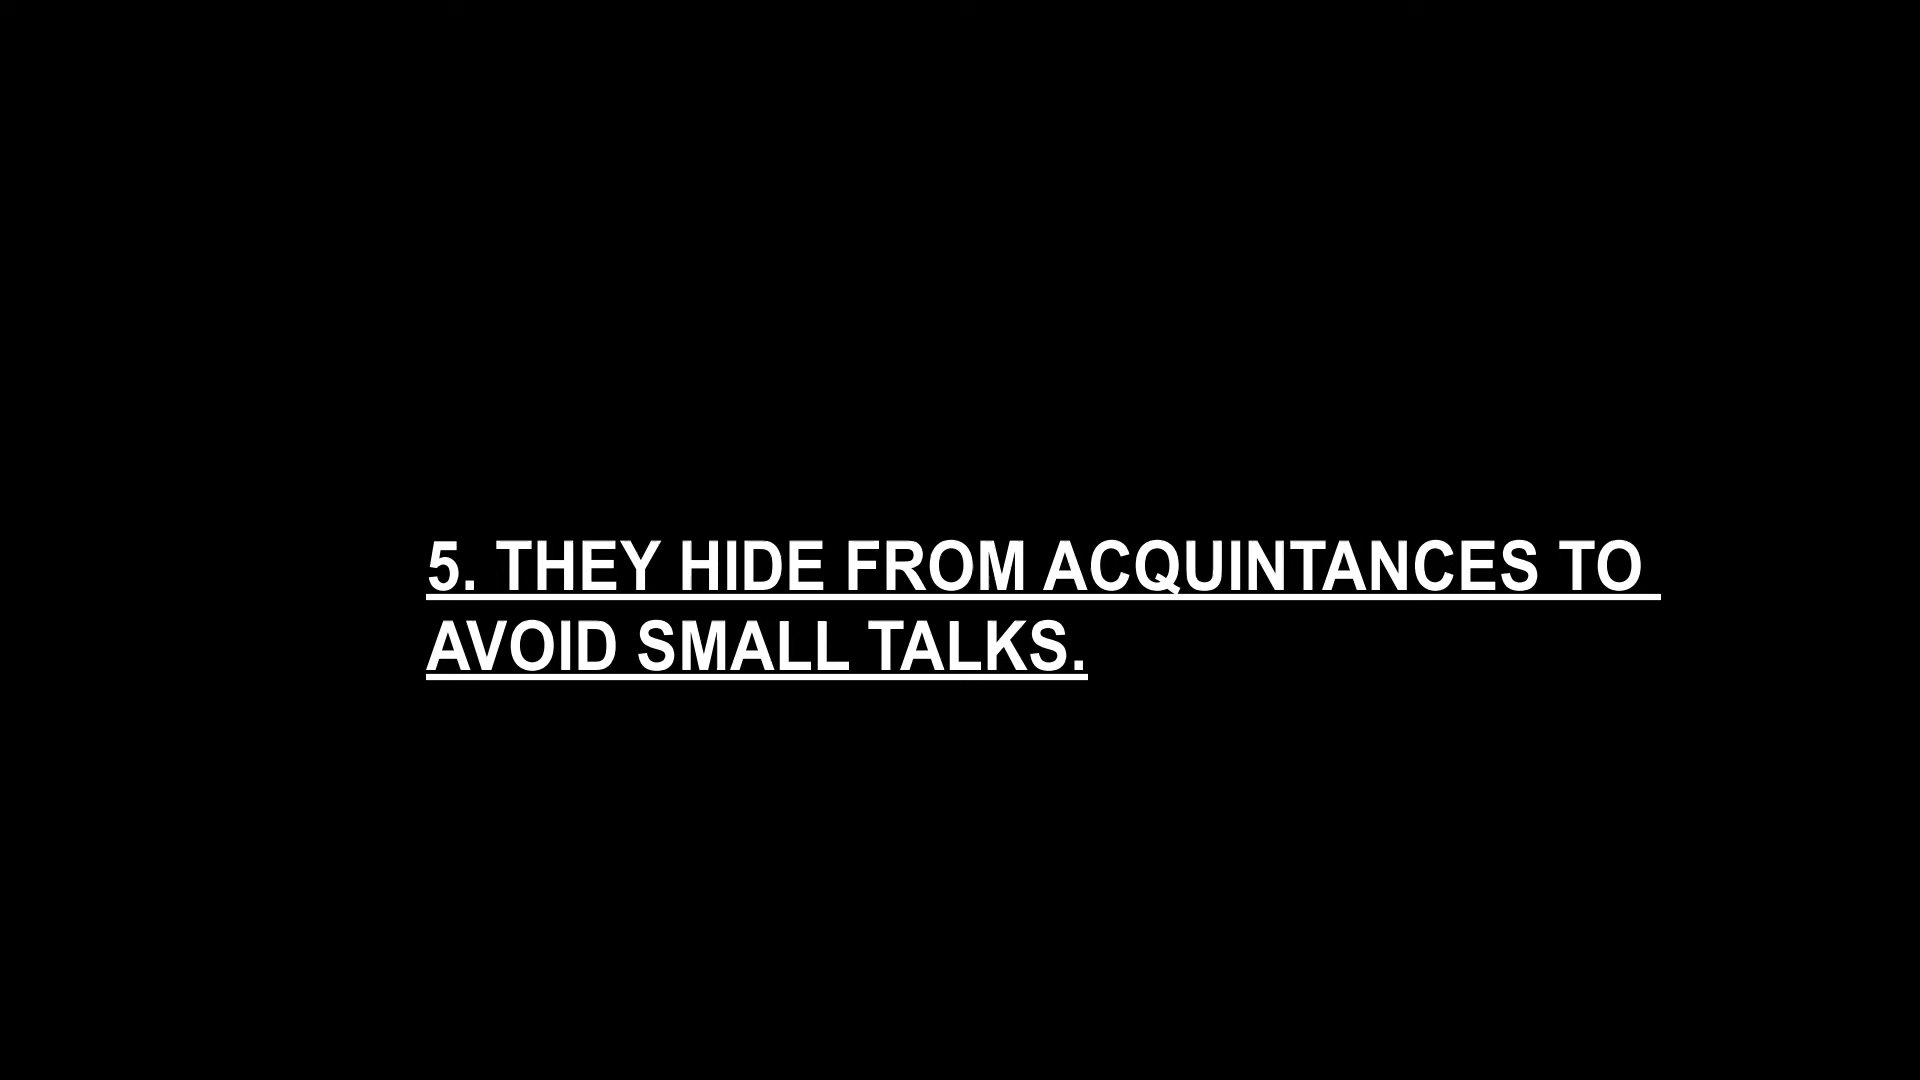 5. THEY HIDE FROM ACQUINTANCES TO
AVOID SMALL TALKS.